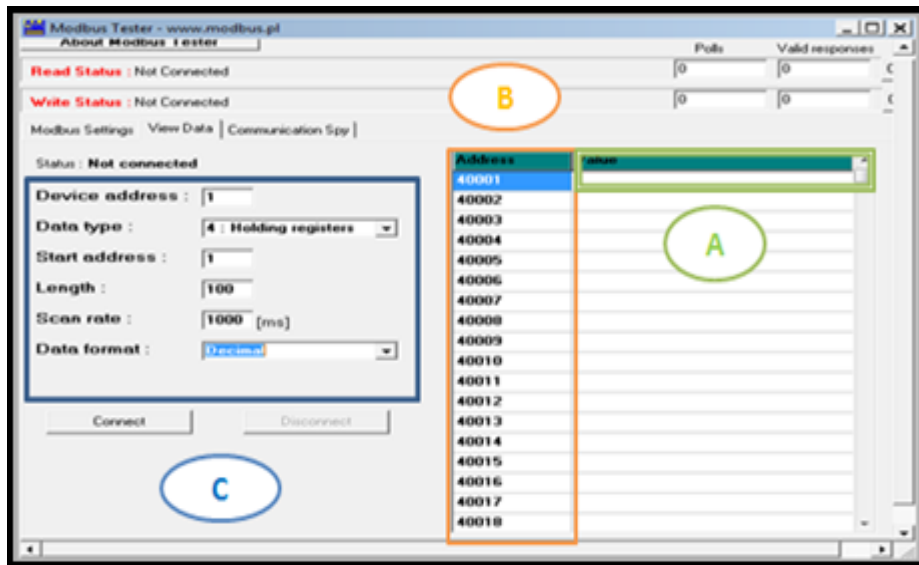 Modbus Tester - www.modbus.pl
About Modbus Tester
Polls Valid responses
Read Status : Not Connected 0 0
Write Status : Not Connected 0 0
B
Modbus Settings View Data Communication Spy
Status : Not connected
Device address : 1
Data type : 4 : Holding registers
Start address : 1
Length : 100
Scan rate : 1000 [ms]
Data format : Decimal
Connect Disconnect
C
Address
40001
40002
40003
40004
40005
40006
40007
40008
40009
40010
40011
40012
40013
40014
40015
40016
40017
40018
A